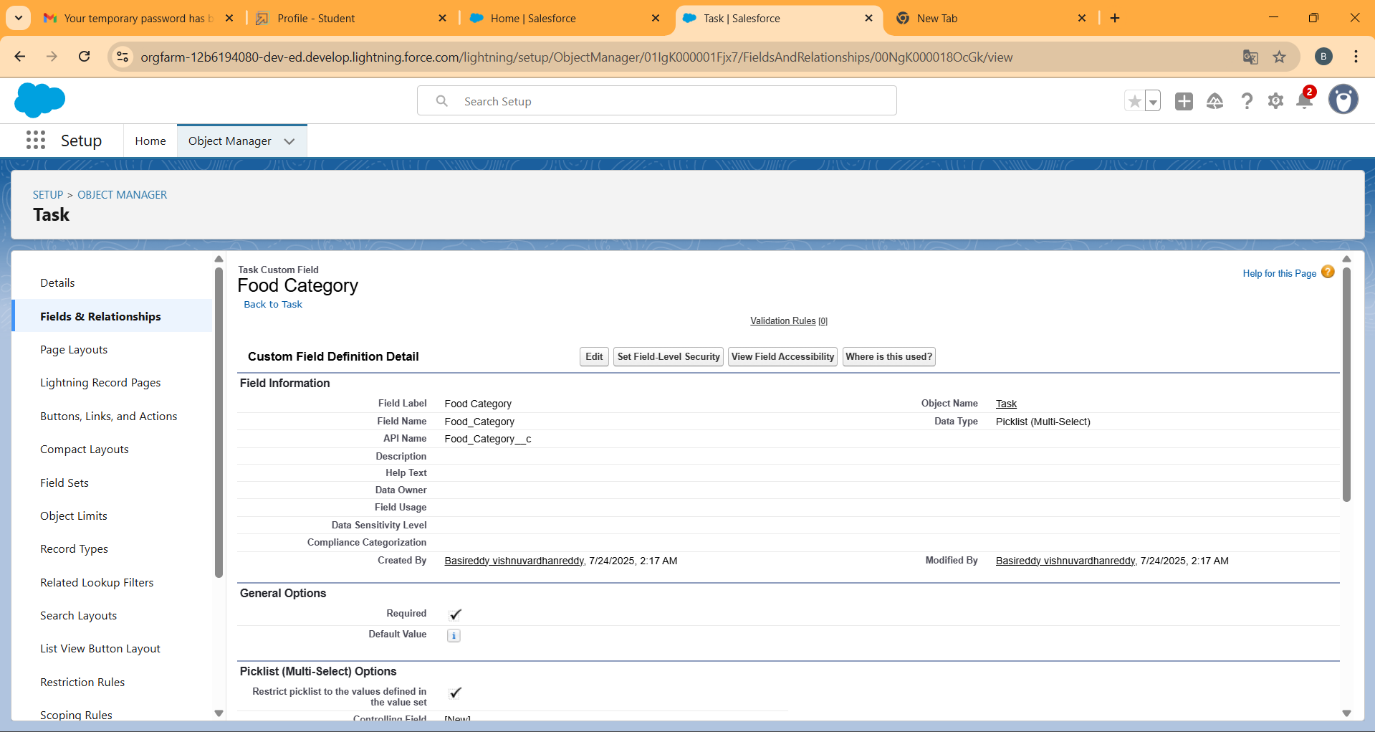 Your temporary password has b
Profile - Student
Home | Salesforce
Task | Salesforce
New Tab
orgfarm-12b6194080-dev-ed.develop.lightning.force.com/lightning/setup/ObjectManager/01IgK000001Fjx7/FieldsAndRelationships/00NgK000018OcGk/view
B
Search Setup
2
Setup
Home
Object Manager
SETUP > OBJECT MANAGER
Task
Details
Fields & Relationships
Page Layouts
Lightning Record Pages
Buttons, Links, and Actions
Compact Layouts
Field Sets
Object Limits
Record Types
Related Lookup Filters
Search Layouts
List View Button Layout
Restriction Rules
Scoping Rules
Task Custom Field
Food Category
Back to Task
Help for this Page
Validation Rules [0]
Custom Field Definition Detail
Edit Set Field-Level Security View Field Accessibility Where is this used?
Field Information
Field Label Food Category Object Name Task
Field Name Food_Category Data Type Picklist (Multi-Select)
API Name Food_Category__c
Description
Help Text
Data Owner
Field Usage
Data Sensitivity Level
Compliance Categorization
Created By Basireddy vishnuvardhanreddy, 7/24/2025, 2:17 AM Modified By Basireddy vishnuvardhanreddy, 7/24/2025, 2:17 AM
General Options
Required ✓
Default Value
Picklist (Multi-Select) Options
Restrict picklist to the values defined in
the value set ✓
Controlling Field [New]